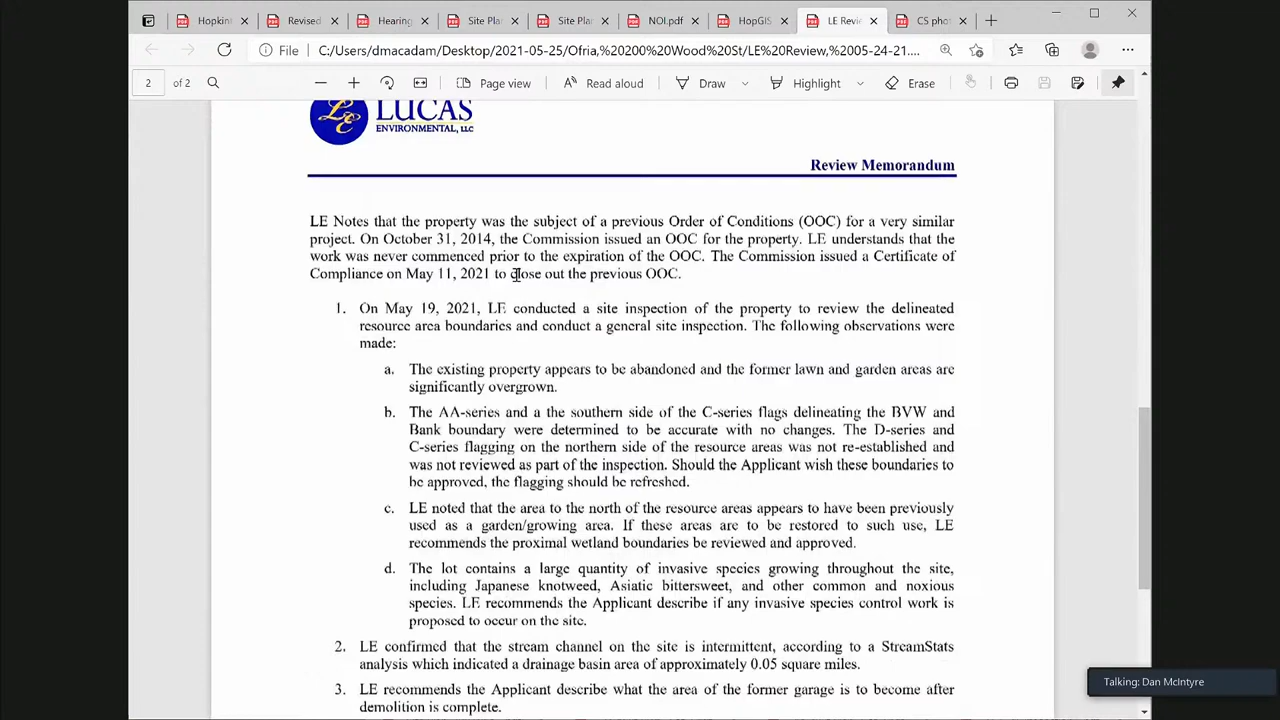 Hopkin
Revised
Hearing
Site Plan
Site Plan
NOI.pdf
HopGIS
LE Revie
CS phot
File
C:/Users/dmacadam/Desktop/2021-05-25/Ofria,%200%20Wood%20St/LE%20Review,%2005-24-21....
2
of 2
Page view
Read aloud
Draw
Highlight
Erase
LE
LUCAS
ENVIRONMENTAL, LLC
Review Memorandum
LE Notes that the property was the subject of a previous Order of Conditions (OOC) for a very similar
project. On October 31, 2014, the Commission issued an OOC for the property. LE understands that the
work was never commenced prior to the expiration of the OOC. The Commission issued a Certificate of
Compliance on May 11, 2021 to close out the previous OOC.
1. On May 19, 2021, LE conducted a site inspection of the property to review the delineated
resource area boundaries and conduct a general site inspection. The following observations were
made:
a. The existing property appears to be abandoned and the former lawn and garden areas are
significantly overgrown.
b. The AA-series and a the southern side of the C-series flags delineating the BVW and
Bank boundary were determined to be accurate with no changes. The D-series and
C-series flagging on the northern side of the resource areas was not re-established and
was not reviewed as part of the inspection. Should the Applicant wish these boundaries to
be approved, the flagging should be refreshed.
c. LE noted that the area to the north of the resource areas appears to have been previously
used as a garden/growing area. If these areas are to be restored to such use, LE
recommends the proximal wetland boundaries be reviewed and approved.
d. The lot contains a large quantity of invasive species growing throughout the site,
including Japanese knotweed, Asiatic bittersweet, and other common and noxious
species. LE recommends the Applicant describe if any invasive species control work is
proposed to occur on the site.
2. LE confirmed that the stream channel on the site is intermittent, according to a StreamStats
analysis which indicated a drainage basin area of approximately 0.05 square miles.
3. LE recommends the Applicant describe what the area of the former garage is to become after
demolition is complete.
Talking: Dan McIntyre